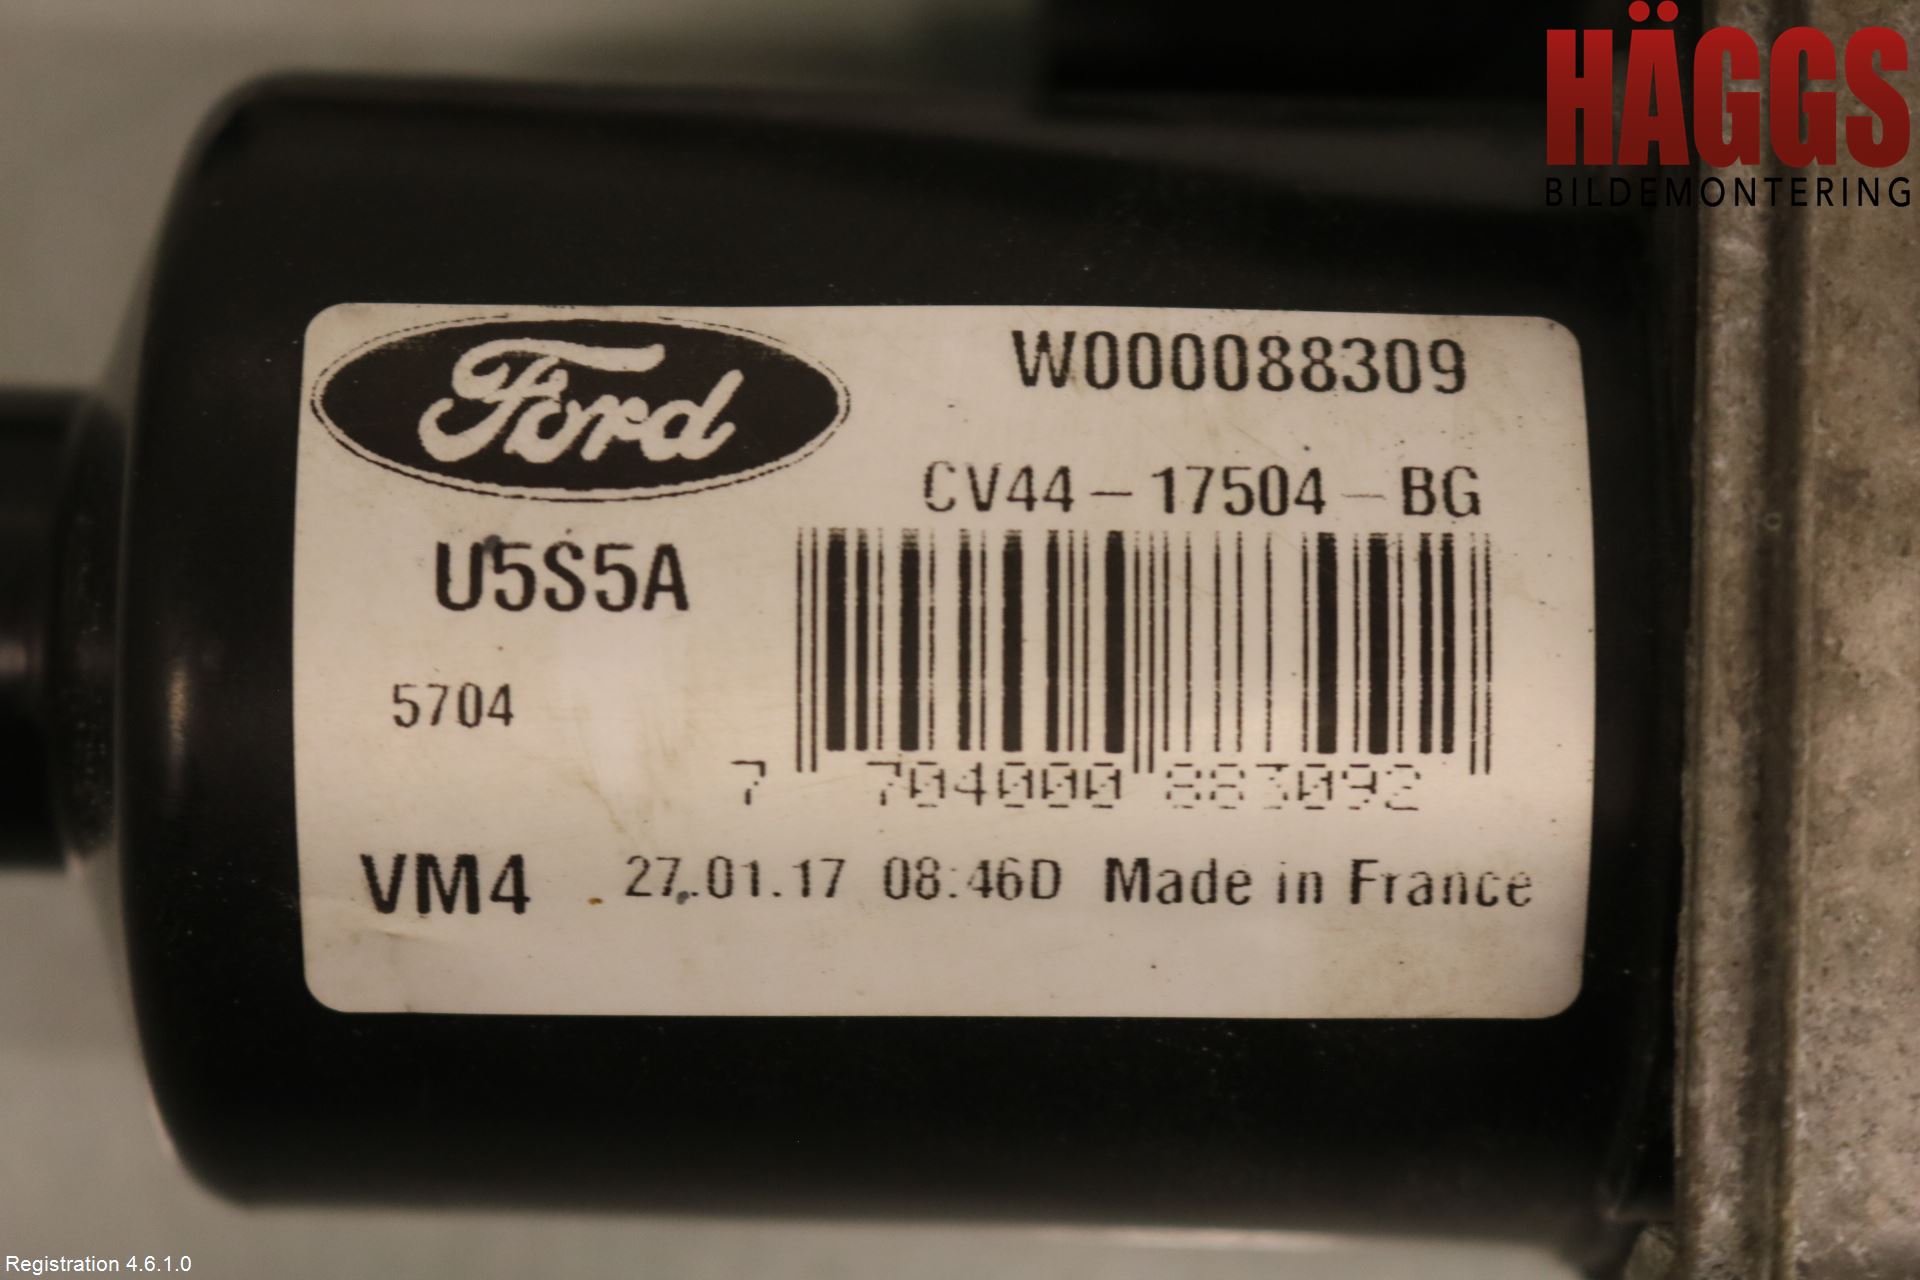 HÄGGS
BILDEMONTERING
Ford
W000088309
CV44-17504-BG
U5S5A
5704
7 704000 883092
VM4 27.01.17 08:46D Made in France
Registration 4.6.1.0